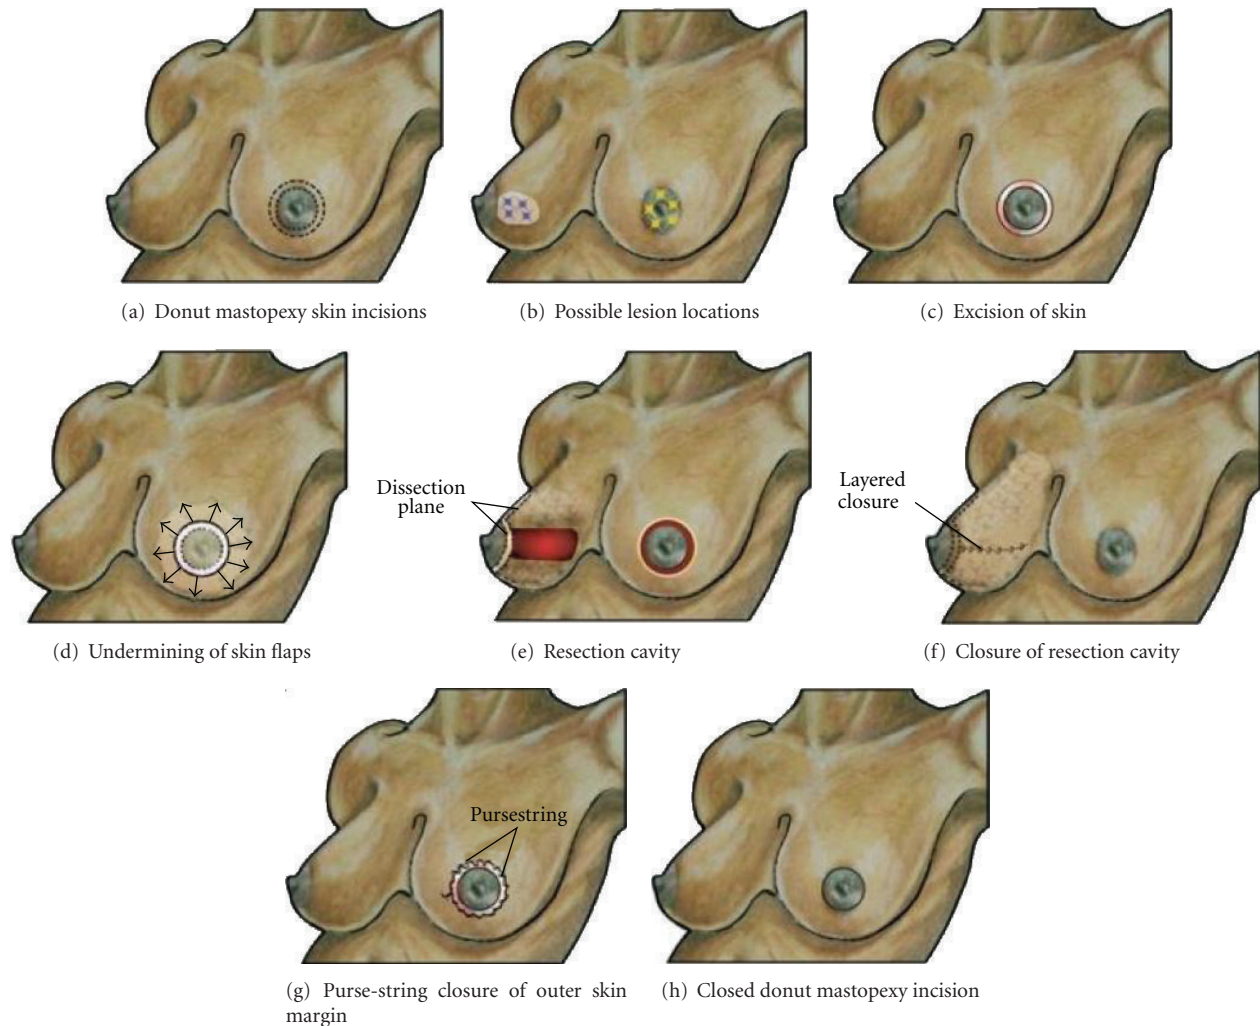 (a) Donut mastopexy skin incisions
(b) Possible lesion locations
(c) Excision of skin
Dissection
plane
Layered
closure
(d) Undermining of skin flaps
(e) Resection cavity
(f) Closure of resection cavity
Pursestring
(g) Purse-string closure of outer skin
margin
(h) Closed donut mastopexy incision